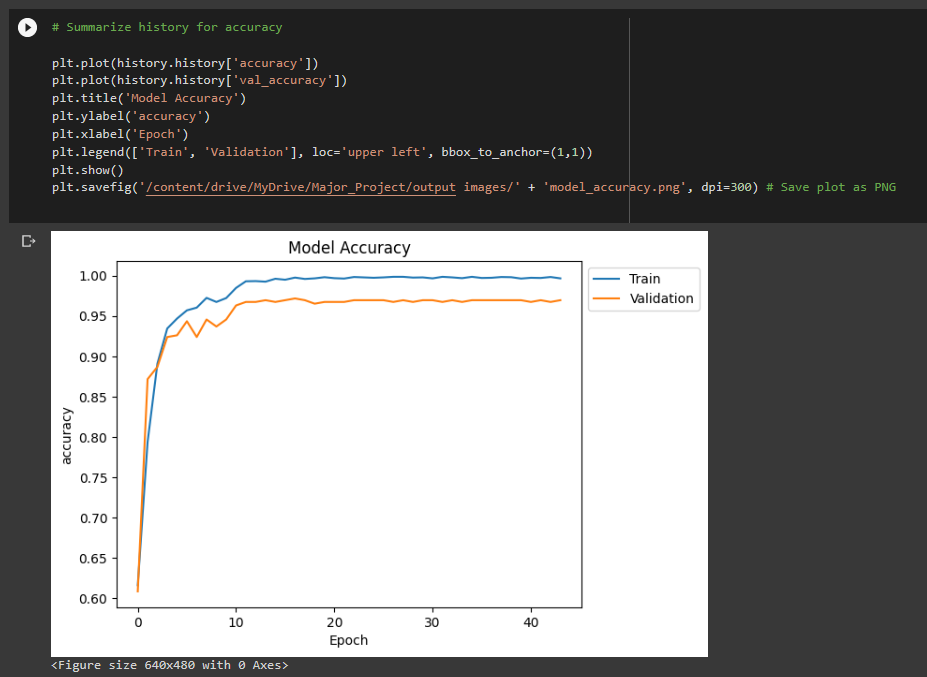 # Summarize history for accuracy
plt.plot(history.history['accuracy'])
plt.plot(history.history['val_accuracy'])
plt.title('Model Accuracy')
plt.ylabel('accuracy')
plt.xlabel('Epoch')
plt.legend(['Train', 'Validation'], loc='upper left', bbox_to_anchor=(1,1))
plt.show()
plt.savefig('/content/drive/MyDrive/Major_Project/output images/' + 'model_accuracy.png', dpi=300) # Save plot as PNG
Model Accuracy
1.00
0.95
0.90
0.85
0.80
0.75
0.70
0.65
0.60
accuracy
0 10 20 30 40
Epoch
Train
Validation
<Figure size 640x480 with 0 Axes>